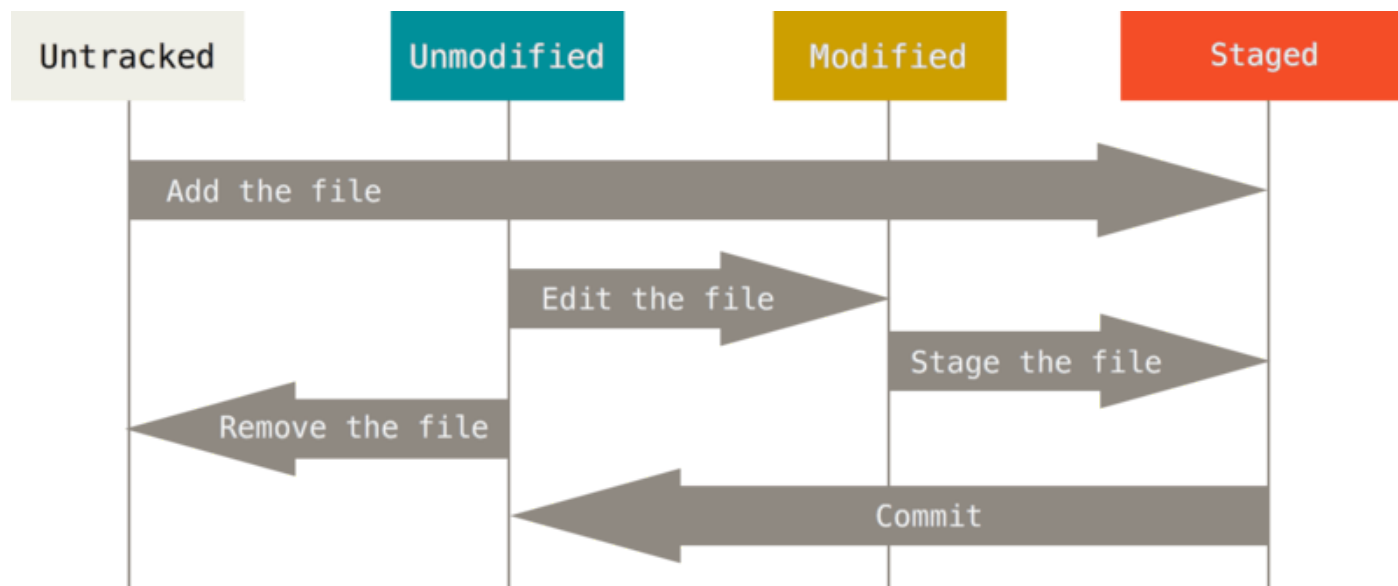 Untracked
Unmodified
Modified
Staged
Add the file
Edit the file
Stage the file
Remove the file
Commit